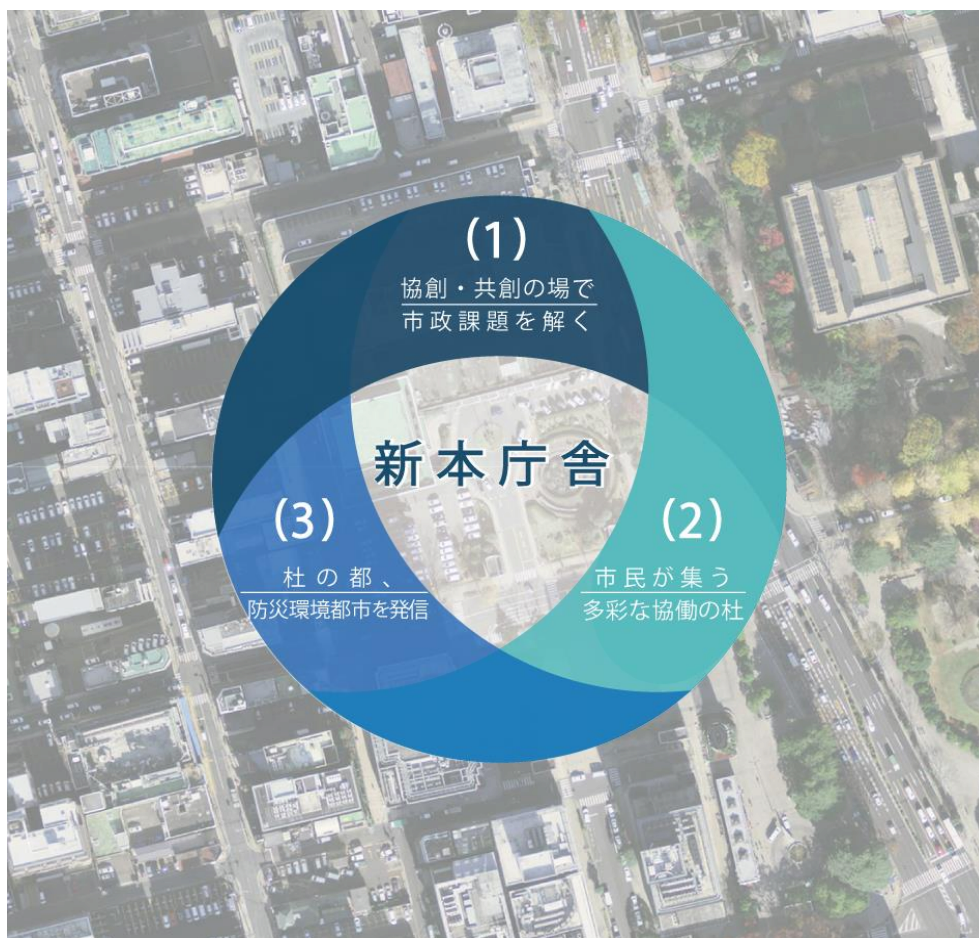 (1)
協創・共創の場で
市政課題を解く
新本庁舎
(3)
杜の都、
防災環境都市を発信
(2)
市民が集う
多彩な協働の杜